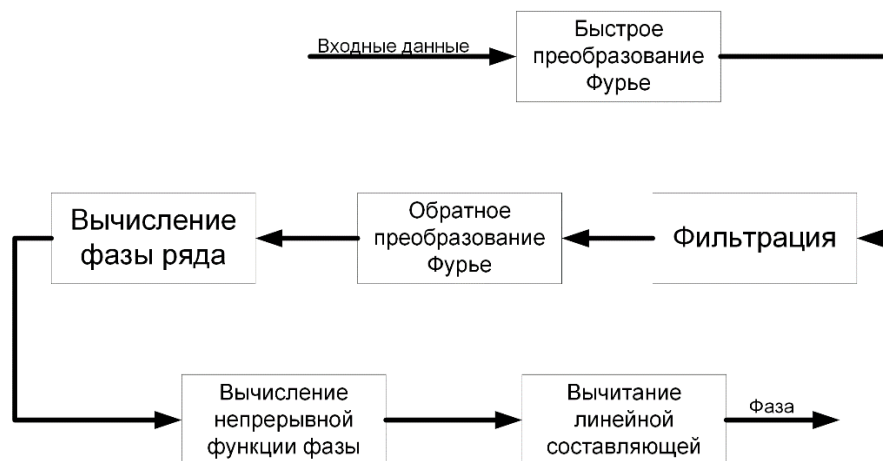 Входные данные
Быстрое
преобразование
Фурье
Вычисление
фазы ряда
Обратное
преобразование
Фурье
Фильтрация
Вычисление
непрерывной
функции фазы
Вычитание
линейной
составляющей
Фаза